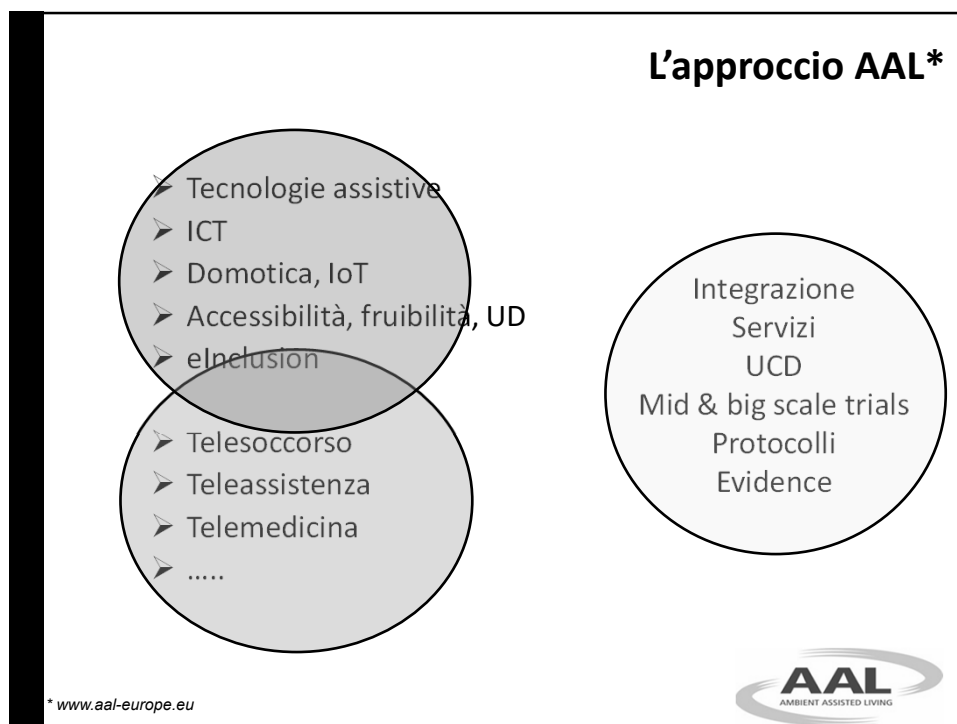 L’approccio AAL*
➢ Tecnologie assistive
➢ ICT
➢ Domotica, IoT
➢ Accessibilità, fruibilità, UD
➢ eInclusion
➢ Telesoccorso
➢ Teleassistenza
➢ Telemedicina
➢ …..
Integrazione
Servizi
UCD
Mid & big scale trials
Protocolli
Evidence
* www.aal-europe.eu
AAL
AMBIENT ASSISTED LIVING